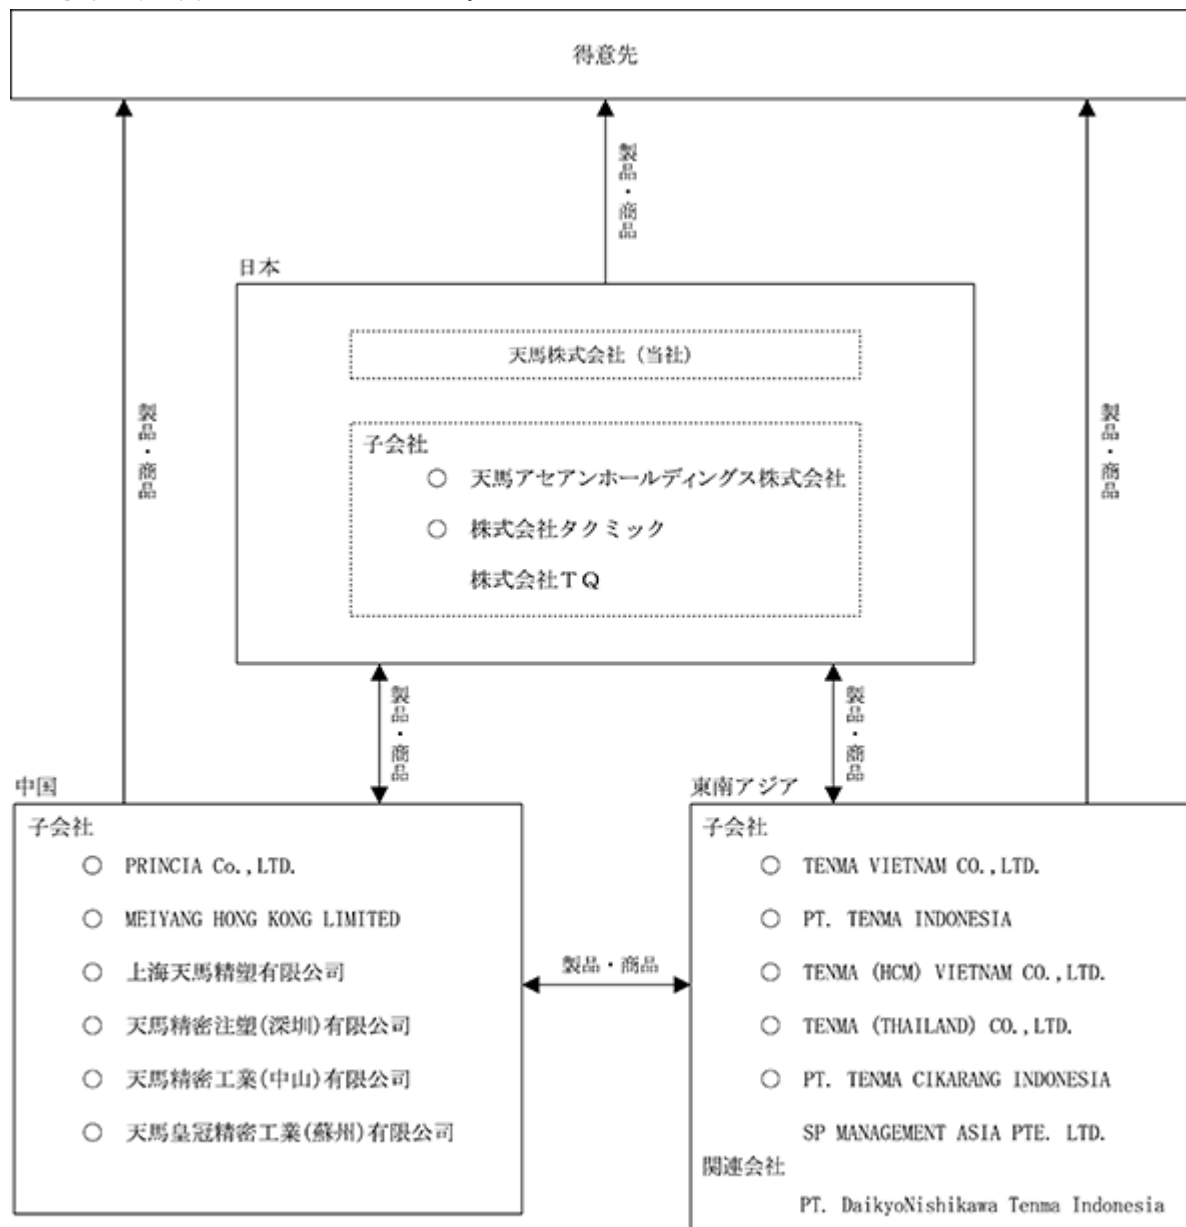 得意先
製品・商品
日本
天馬株式会社（当社）
製品・商品
製品・商品
子会社
○ 天馬アセアンホールディングス株式会社
○ 株式会社タクミック
株式会社ＴＱ
製品・商品
製品・商品
中国
子会社
○ PRINCIA Co.,LTD.
○ MEIYANG HONG KONG LIMITED
○ 上海天馬精塑有限公司
○ 天馬精密注塑(深圳)有限公司
○ 天馬精密工業(中山)有限公司
○ 天馬皇冠精密工業(蘇州)有限公司
製品・商品
東南アジア
子会社
○ TENMA VIETNAM CO.,LTD.
○ PT. TENMA INDONESIA
○ TENMA (HCM) VIETNAM CO.,LTD.
○ TENMA (THAILAND) CO.,LTD.
○ PT. TENMA CIKARANG INDONESIA
SP MANAGEMENT ASIA PTE. LTD.
関連会社
PT. DaikyoNishikawa Tenma Indonesia